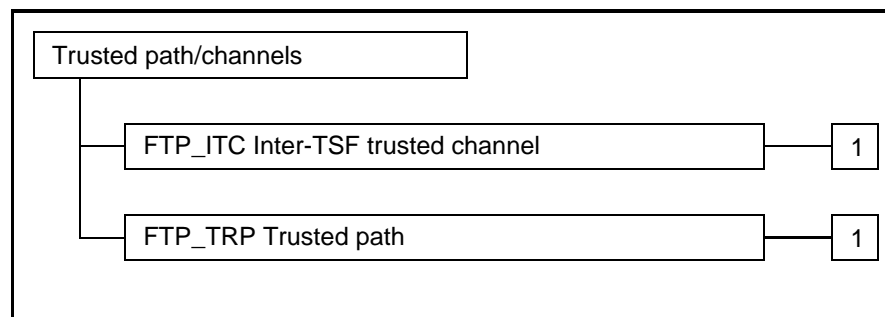 Trusted path/channels
FTP_ITC Inter-TSF trusted channel 1
FTP_TRP Trusted path 1